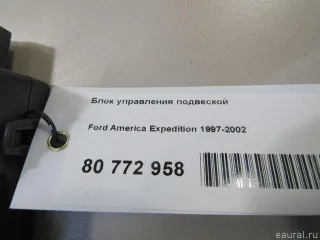 Блок управления подвеской
Ford America Expedition 1997-2002
80 772 958
eaural.ru